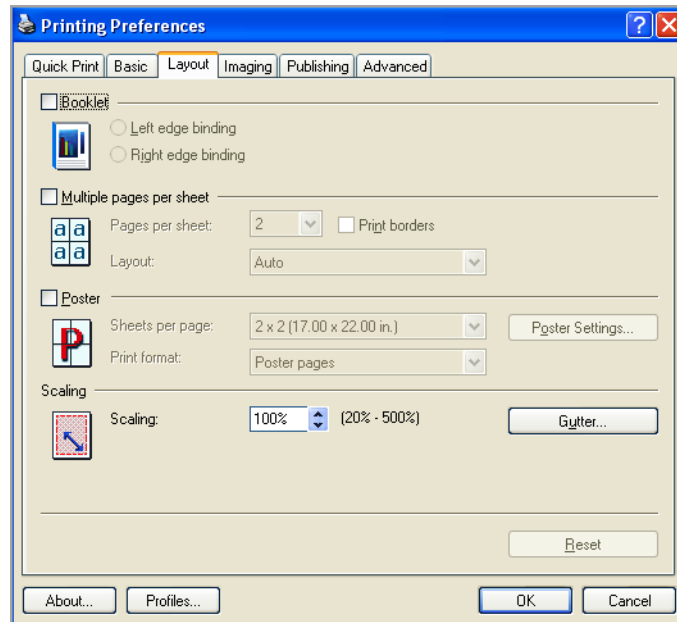 Printing Preferences
Quick Print Basic Layout Imaging Publishing Advanced
Booklet
Left edge binding
Right edge binding
Multiple pages per sheet
a a
a a
Pages per sheet: 2 Print borders
Layout: Auto
Poster
P
Sheets per page: 2 x 2 (17.00 x 22.00 in.) Poster Settings...
Print format: Poster pages
Scaling
Scaling: 100% (20% - 500%) Gutter...
Reset
About... Profiles... OK Cancel